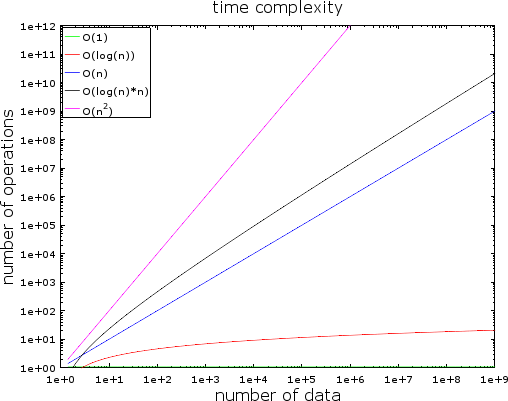 time complexity
number of operations
1e+12
1e+11
1e+10
1e+09
1e+08
1e+07
1e+06
1e+05
1e+04
1e+03
1e+02
1e+01
1e+00
O(1)
O(log(n))
O(n)
O(log(n)*n)
O(n²)
1e+0 1e+1 1e+2 1e+3 1e+4 1e+5 1e+6 1e+7 1e+8 1e+9
number of data